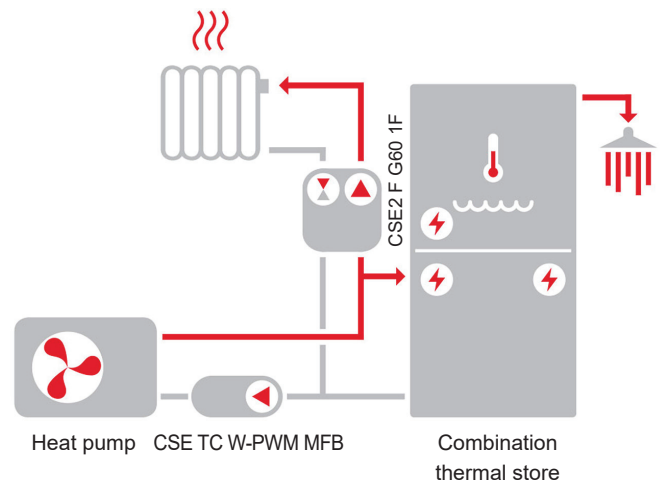 CSE2 F G60 1F
Heat pump
CSE TC W-PWM MFB
Combination
thermal store